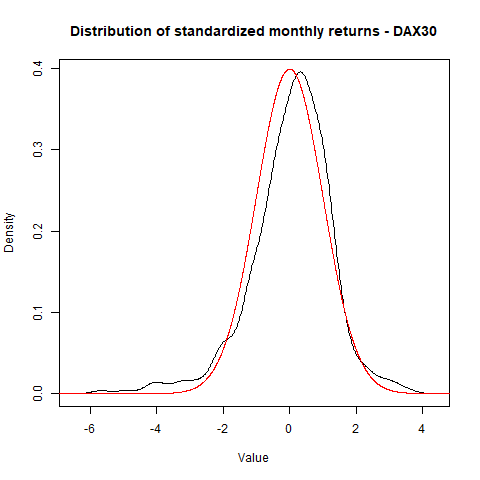 Distribution of standardized monthly returns - DAX30
Density
0.4
0.3
0.2
0.1
0.0
-6 -4 -2 0 2 4
Value